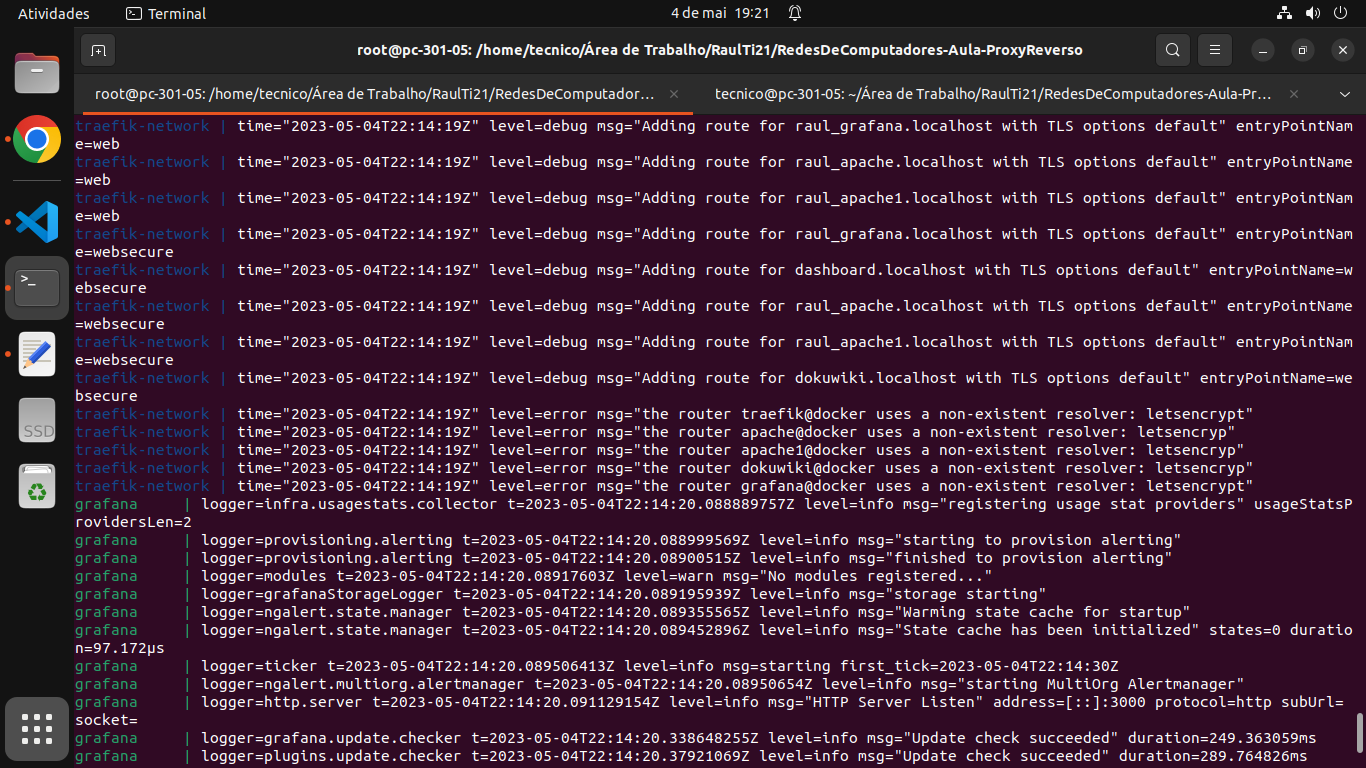 Atividades
Terminal
4 de mai 19:21
root@pc-301-05: /home/tecnico/Área de Trabalho/RaulTi21/RedesDeComputadores-Aula-ProxyReverso
root@pc-301-05: /home/tecnico/Área de Trabalho/RaulTi21/RedesDeComputador...
tecnico@pc-301-05: ~/Área de Trabalho/RaulTi21/RedesDeComputadores-Aula-Pr...
traefik-network | time="2023-05-04T22:14:19Z" level=debug msg="Adding route for raul_grafana.localhost with TLS options default" entryPointNam
e=web
traefik-network | time="2023-05-04T22:14:19Z" level=debug msg="Adding route for raul_apache.localhost with TLS options default" entryPointName
=web
traefik-network | time="2023-05-04T22:14:19Z" level=debug msg="Adding route for raul_apache1.localhost with TLS options default" entryPointNam
e=web
traefik-network | time="2023-05-04T22:14:19Z" level=debug msg="Adding route for raul_grafana.localhost with TLS options default" entryPointNam
e=websecure
traefik-network | time="2023-05-04T22:14:19Z" level=debug msg="Adding route for dashboard.localhost with TLS options default" entryPointName=w
ebsecure
traefik-network | time="2023-05-04T22:14:19Z" level=debug msg="Adding route for raul_apache.localhost with TLS options default" entryPointName
=websecure
traefik-network | time="2023-05-04T22:14:19Z" level=debug msg="Adding route for raul_apache1.localhost with TLS options default" entryPointNam
e=websecure
traefik-network | time="2023-05-04T22:14:19Z" level=debug msg="Adding route for dokuwiki.localhost with TLS options default" entryPointName=we
bsecure
traefik-network | time="2023-05-04T22:14:19Z" level=error msg="the router traefik@docker uses a non-existent resolver: letsencrypt"
traefik-network | time="2023-05-04T22:14:19Z" level=error msg="the router apache@docker uses a non-existent resolver: letsencryp"
traefik-network | time="2023-05-04T22:14:19Z" level=error msg="the router apache1@docker uses a non-existent resolver: letsencryp"
traefik-network | time="2023-05-04T22:14:19Z" level=error msg="the router dokuwiki@docker uses a non-existent resolver: letsencryp"
traefik-network | time="2023-05-04T22:14:19Z" level=error msg="the router grafana@docker uses a non-existent resolver: letsencrypt"
grafana | logger=infra.usagestats.collector t=2023-05-04T22:14:20.088889757Z level=info msg="registering usage stat providers" usageStatsP
rovidersLen=2
grafana | logger=provisioning.alerting t=2023-05-04T22:14:20.088999569Z level=info msg="starting to provision alerting"
grafana | logger=provisioning.alerting t=2023-05-04T22:14:20.08900515Z level=info msg="finished to provision alerting"
grafana | logger=modules t=2023-05-04T22:14:20.08917603Z level=warn msg="No modules registered..."
grafana | logger=grafanaStorageLogger t=2023-05-04T22:14:20.089195939Z level=info msg="storage starting"
grafana | logger=ngalert.state.manager t=2023-05-04T22:14:20.089355565Z level=info msg="Warming state cache for startup"
grafana | logger=ngalert.state.manager t=2023-05-04T22:14:20.089452896Z level=info msg="State cache has been initialized" states=0 duratio
n=97.172µs
grafana | logger=ticker t=2023-05-04T22:14:20.089506413Z level=info msg=starting first_tick=2023-05-04T22:14:30Z
grafana | logger=ngalert.multiorg.alertmanager t=2023-05-04T22:14:20.08950654Z level=info msg="starting MultiOrg Alertmanager"
grafana | logger=http.server t=2023-05-04T22:14:20.091129154Z level=info msg="HTTP Server Listen" address=[::]:3000 protocol=http subUrl=
socket=
grafana | logger=grafana.update.checker t=2023-05-04T22:14:20.338648255Z level=info msg="Update check succeeded" duration=249.363059ms
grafana | logger=plugins.update.checker t=2023-05-04T22:14:20.37921069Z level=info msg="Update check succeeded" duration=289.764826ms
>_
SSD